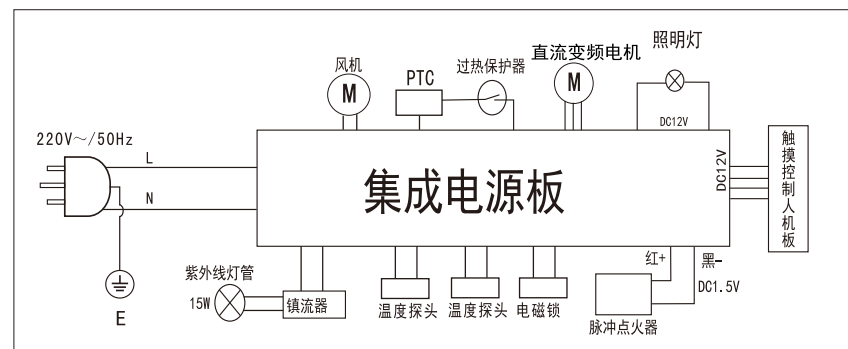 风机
M
PTC
过热保护器
直流变频电机
M
照明灯
DC12V
220V～/50Hz
L
N
E
集成电源板
DC12V
触摸控制人机板
紫外线灯管
15W
镇流器
温度探头
温度探头
电磁锁
红+
黑-
DC1.5V
脉冲点火器